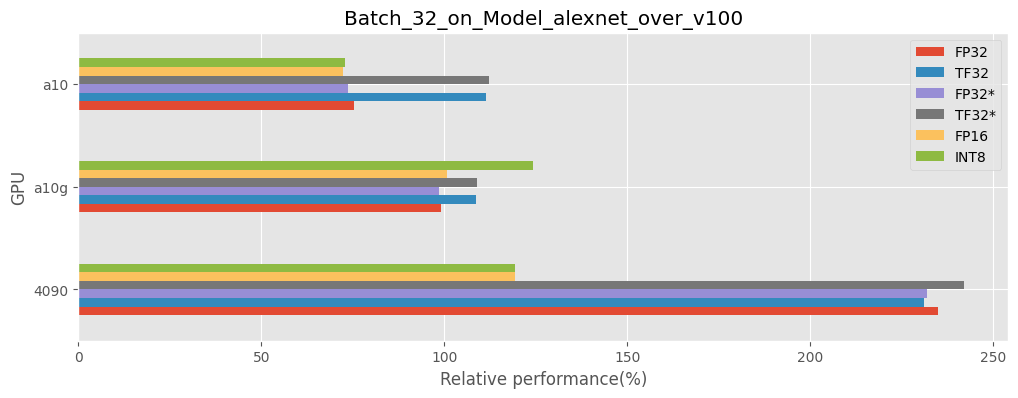 Batch_32_on_Model_alexnet_over_v100
FP32
TF32
FP32*
TF32*
FP16
INT8
a10
a10g
4090
GPU
0
50
100
150
200
250
Relative performance(%)